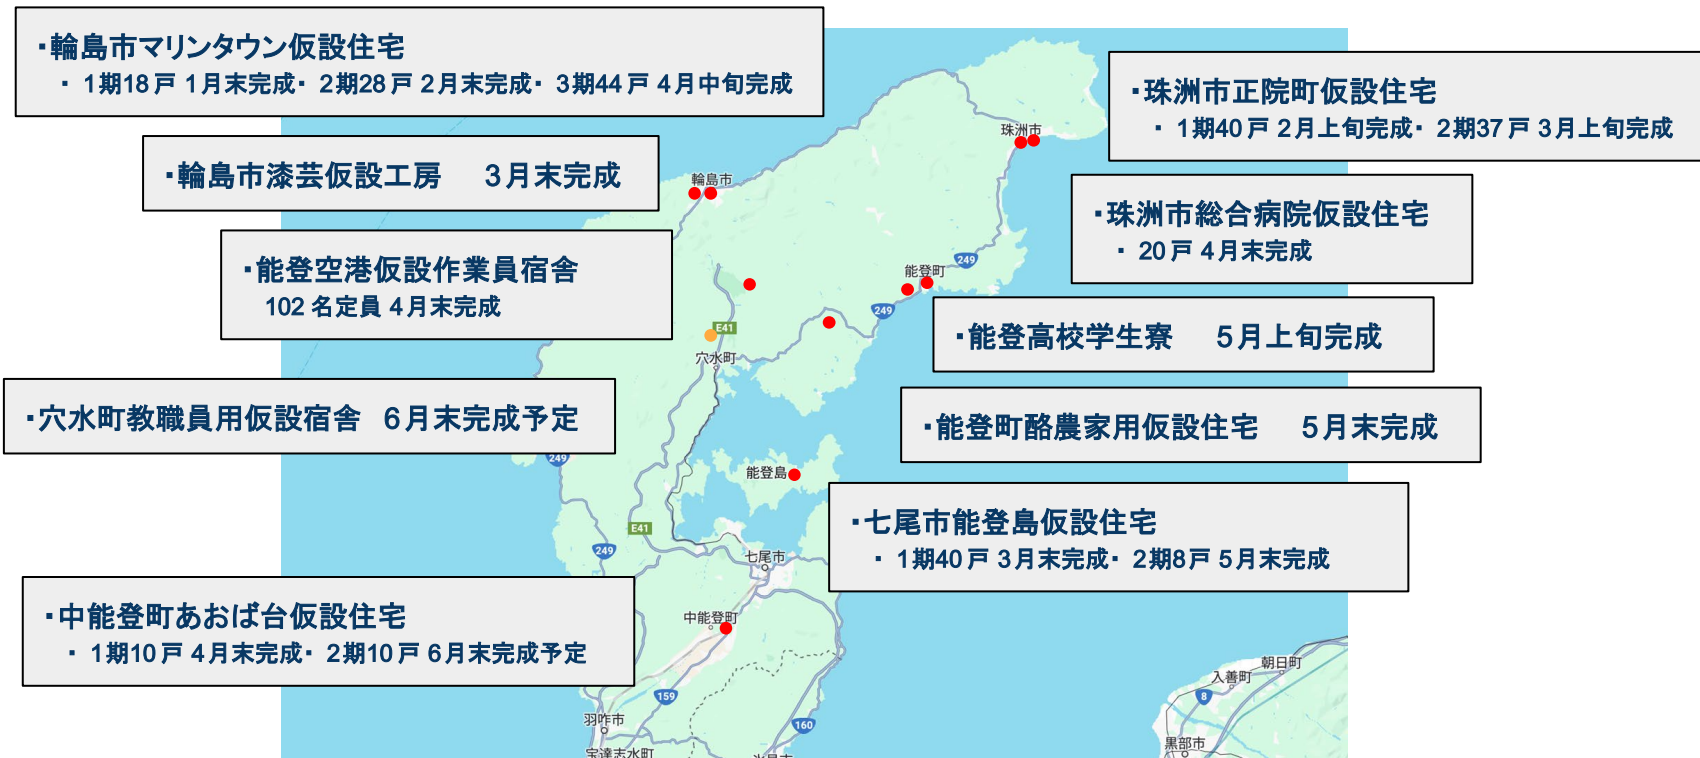 ・輪島市マリンタウン仮設住宅
・ 1期18戸 1月末完成・ 2期28戸 2月末完成・ 3期44戸 4月中旬完成
・輪島市漆芸仮設工房 3月末完成
・能登空港仮設作業員宿舎
102名定員 4月末完成
・穴水町教職員用仮設宿舎 6月末完成予定
・中能登町あおば台仮設住宅
・ 1期10戸 4月末完成・ 2期10戸 6月末完成予定
・珠洲市正院町仮設住宅
・ 1期40戸 2月上旬完成・ 2期37戸 3月上旬完成
・珠洲市総合病院仮設住宅
・ 20戸 4月末完成
・能登高校学生寮 5月上旬完成
・能登町酪農家用仮設住宅 5月末完成
・七尾市能登島仮設住宅
・ 1期40戸 3月末完成・ 2期8戸 5月末完成
珠洲市
輪島市
能登町
249
249
E41
穴水町
249
能登島
E41
249
七尾市
中能登町
159
羽咋市
160
宝達志水町
氷見市
朝日町
入善町
8
黒部市